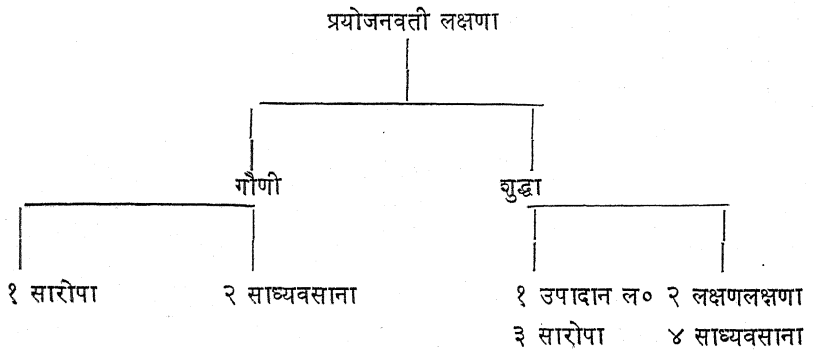 प्रयोजनवती लक्षणा
गौणी शुद्धा
१ सारोपा २ साध्यवसाना १ उपादान ल० २ लक्षणलक्षणा
३ सारोपा ४ साध्यवसाना